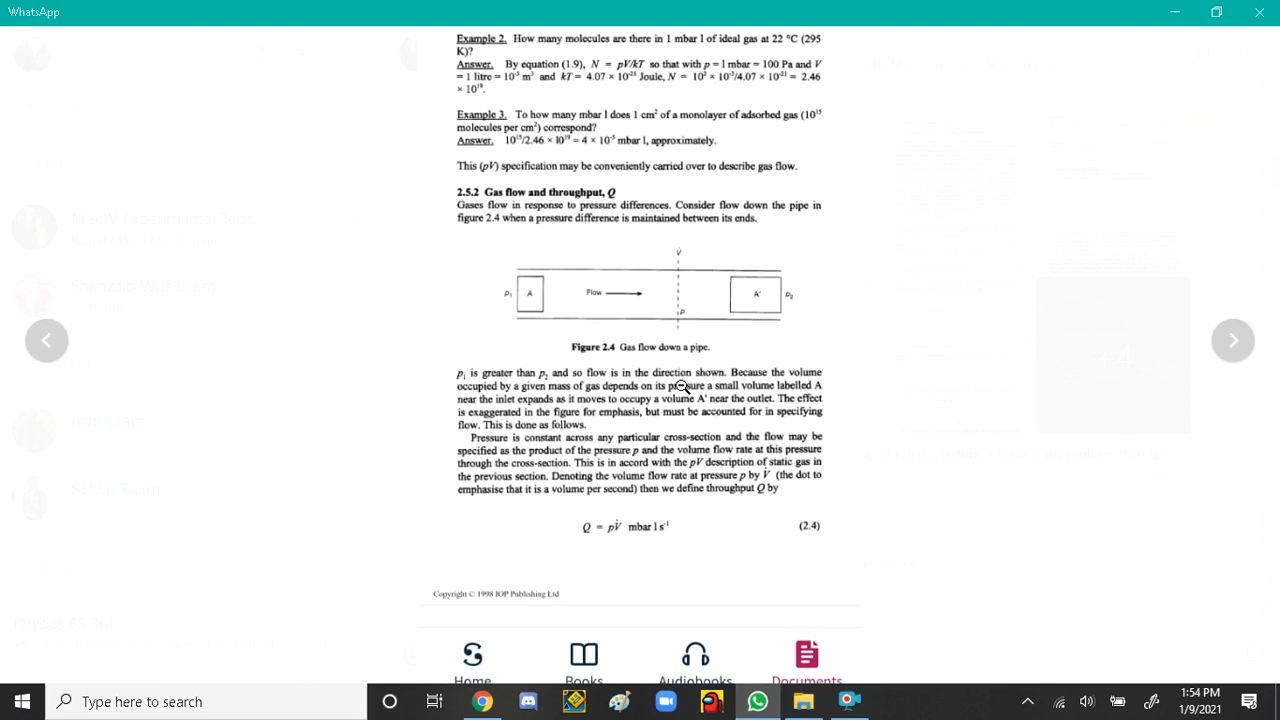 WhatsApp
Example 2. How many molecules are there in 1 mbar l of ideal gas at 22 °C (295
K)?
Answer. By equation (1.9), N = pV/kT so that with p = 1 mbar = 100 Pa and V
= 1 litre = 10⁻³ m³ and kT = 4.07 × 10⁻²¹ Joule, N = 10² × 10⁻³/4.07 × 10⁻²¹ = 2.46
× 10¹⁹.
Example 3. To how many mbar l does 1 cm² of a monolayer of adsorbed gas (10¹⁵
molecules per cm²) correspond?
Answer. 10¹⁵/2.46 × 10¹⁹ = 4 × 10⁻⁵ mbar l, approximately.
This (pV) specification may be conveniently carried over to describe gas flow.
2.5.2 Gas flow and throughput, Q
Gases flow in response to pressure differences. Consider flow down the pipe in
figure 2.4 when a pressure difference is maintained between its ends.
V̇
p₁ A Flow A' p₂
p
Figure 2.4 Gas flow down a pipe.
p₁ is greater than p₂ and so flow is in the direction shown. Because the volume
occupied by a given mass of gas depends on its pressure a small volume labelled A
near the inlet expands as it moves to occupy a volume A' near the outlet. The effect
is exaggerated in the figure for emphasis, but must be accounted for in specifying
flow. This is done as follows.
Pressure is constant across any particular cross-section and the flow may be
specified as the product of the pressure p and the volume flow rate at this pressure
through the cross-section. This is in accord with the pV description of static gas in
the previous section. Denoting the volume flow rate at pressure p by V̇ (the dot to
emphasise that it is a volume per second) then we define throughput Q by
Q = pV̇ mbar l s⁻¹ (2.4)
Copyright © 1998 IOP Publishing Ltd
Home Books Audiobooks Documents
MiscIV Experimental Tech.
Shahzaib Wus Exam
Auni Exam
Safdar Exam
Physics BS 3rd
+4
Type here to search
1:54 PM
1/9/2021